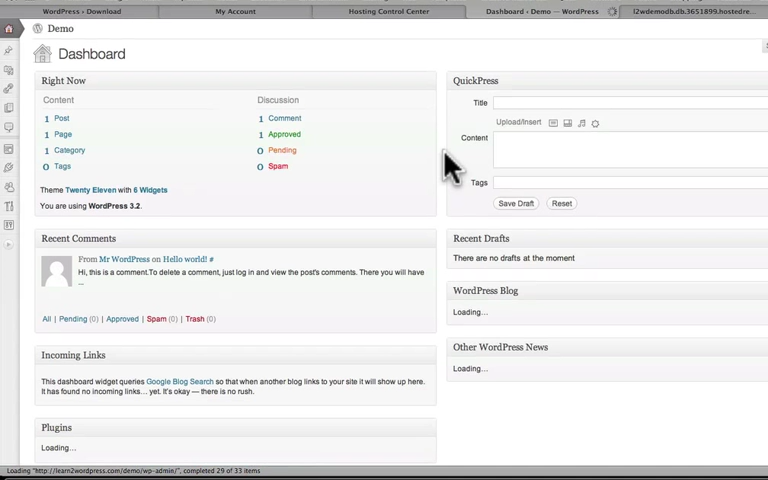 WordPress › Download
My Account
Hosting Control Center
Dashboard ‹ Demo — WordPress
l2wdemodb.db.3651899.hostedre...
Demo
Dashboard
Right Now
Content
Discussion
1 Post
1 Comment
1 Page
1 Approved
1 Category
0 Pending
0 Tags
0 Spam
Theme Twenty Eleven with 6 Widgets
You are using WordPress 3.2.
Recent Comments
From Mr WordPress on Hello world! #
Hi, this is a comment.To delete a comment, just log in and view the post's comments. There you will have
...
All | Pending (0) | Approved | Spam (0) | Trash (0)
Incoming Links
This dashboard widget queries Google Blog Search so that when another blog links to your site it will show up here.
It has found no incoming links... yet. It's okay — there is no rush.
Plugins
Loading...
QuickPress
Title
Upload/Insert
Content
Tags
Save Draft
Reset
Recent Drafts
There are no drafts at the moment
WordPress Blog
Loading...
Other WordPress News
Loading...
Loading "http://learn2wordpress.com/demo/wp-admin/", completed 29 of 33 items